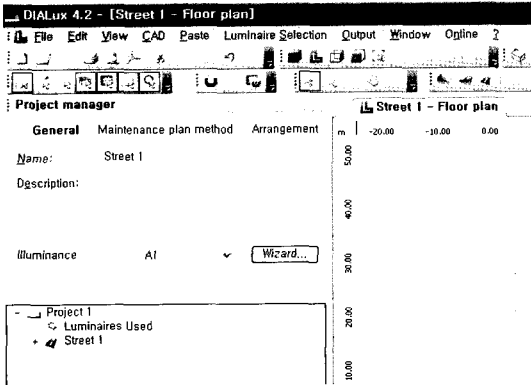 DIALux 4.2 - [Street 1 - Floor plan]
File Edit View CAD Paste Luminaire Selection Output Window Online ?
Project manager
Street 1 - Floor plan
General Maintenance plan method Arrangement
m -20.00 -10.00 0.00
Name: Street 1
50.00
Description:
40.00
Illuminance A1 Wizard...
30.00
Project 1
20.00
Luminaires Used
+ Street 1
10.00